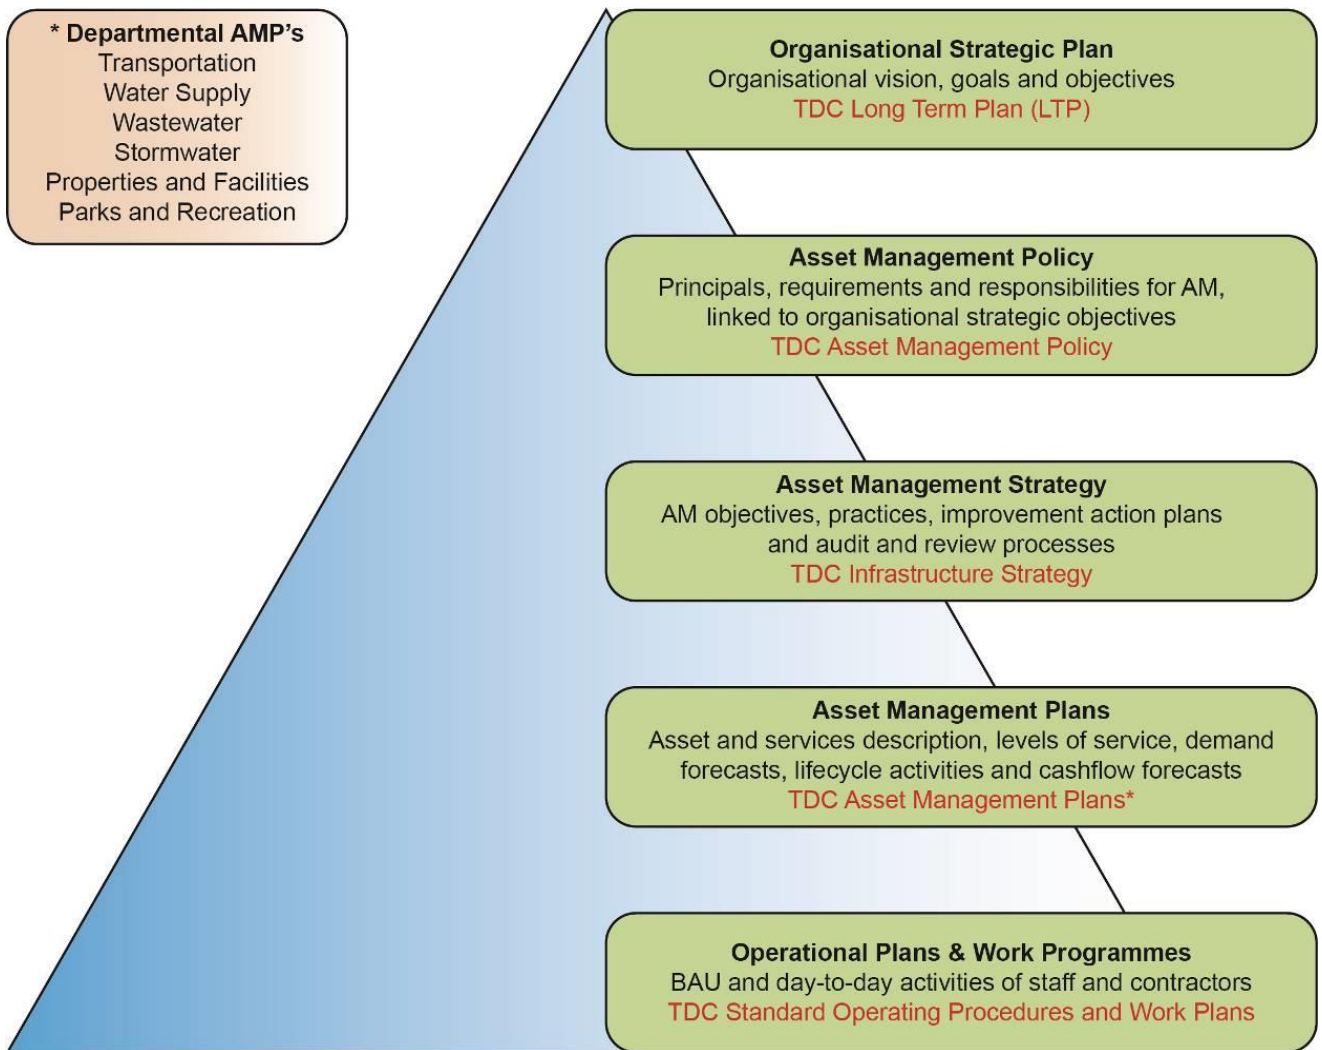 * Departmental AMP's
Transportation
Water Supply
Wastewater
Stormwater
Properties and Facilities
Parks and Recreation
Organisational Strategic Plan
Organisational vision, goals and objectives
TDC Long Term Plan (LTP)
Asset Management Policy
Principals, requirements and responsibilities for AM,
linked to organisational strategic objectives
TDC Asset Management Policy
Asset Management Strategy
AM objectives, practices, improvement action plans
and audit and review processes
TDC Infrastructure Strategy
Asset Management Plans
Asset and services description, levels of service, demand
forecasts, lifecycle activities and cashflow forecasts
TDC Asset Management Plans*
Operational Plans & Work Programmes
BAU and day-to-day activities of staff and contractors
TDC Standard Operating Procedures and Work Plans